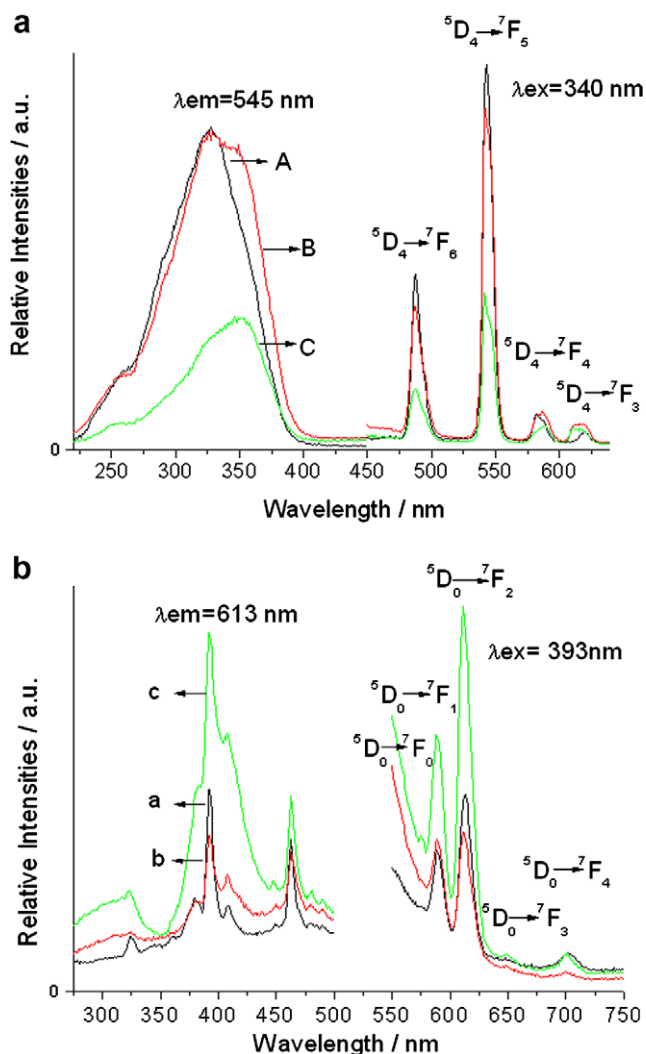 a
⁵D₄→⁷F₅
λem=545 nm
λex=340 nm
A
B
C
⁵D₄→⁷F₆
⁵D₄→⁷F₄
⁵D₄→⁷F₃
Relative Intensities / a.u.
0
250 300 350 400 450 500 550 600
Wavelength / nm
b
⁵D₀→⁷F₂
λem=613 nm
λex= 393nm
c
a
b
⁵D₀→⁷F₁
⁵D₀→⁷F₀
⁵D₀→⁷F₄
⁵D₀→⁷F₃
Relative Intensities / a.u.
0
300 350 400 450 500 550 600 650 700 750
Wavelength / nm